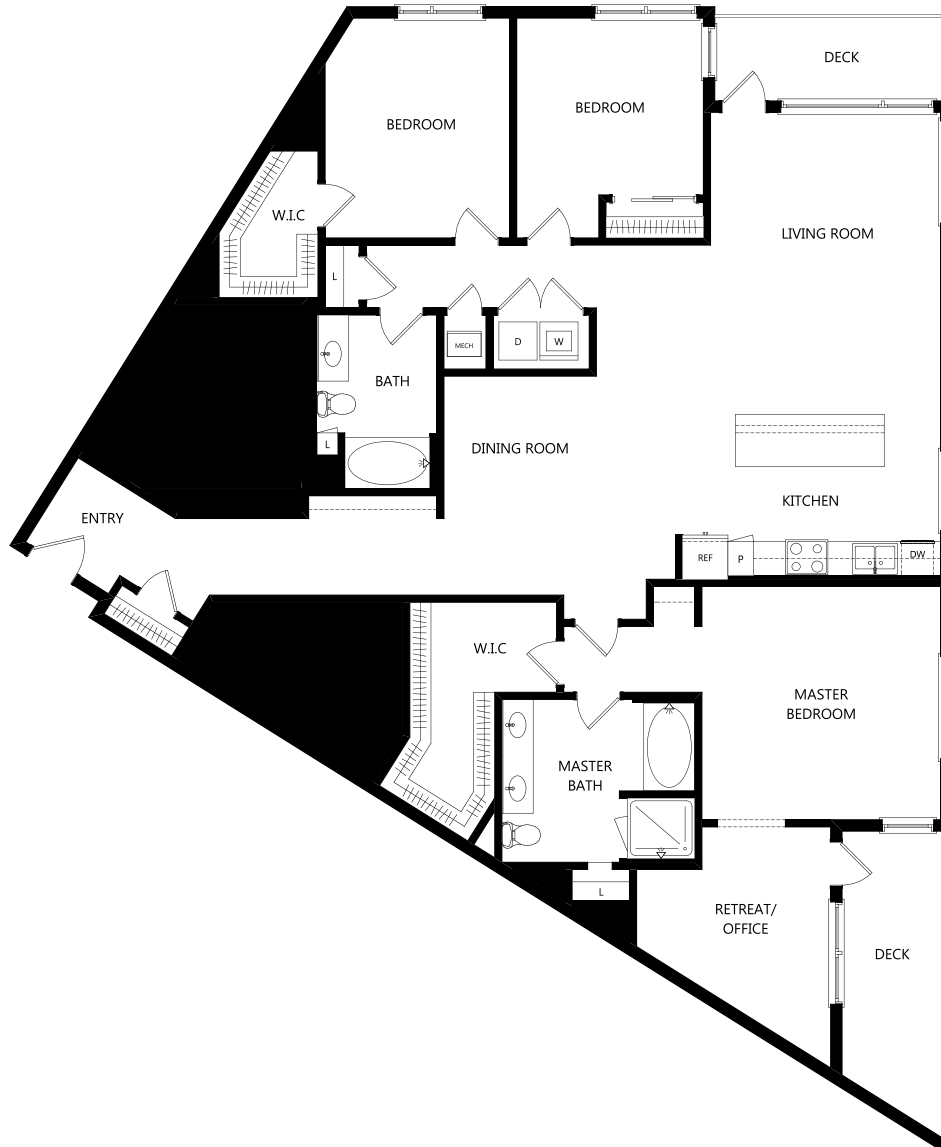 DECK
BEDROOM
BEDROOM
W.I.C
LIVING ROOM
L
D
W
MECH
BATH
L
DINING ROOM
KITCHEN
ENTRY
REF
P
DW
W.I.C
MASTER
BEDROOM
MASTER
BATH
L
RETREAT/
OFFICE
DECK